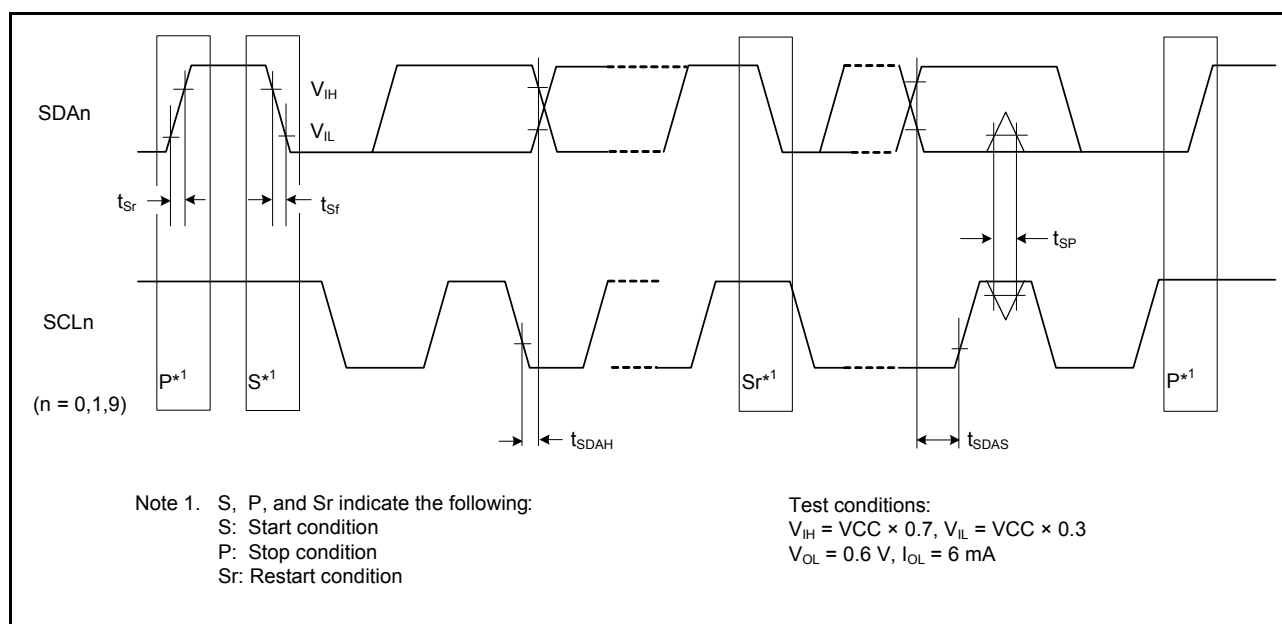 SDAn
V_IH
V_IL
t_Sr
t_Sf
t_SP
SCLn
P*1
S*1
Sr*1
P*1
(n = 0,1,9)
t_SDAH
t_SDAS
Note 1. S, P, and Sr indicate the following:
S: Start condition
P: Stop condition
Sr: Restart condition
Test conditions:
V_IH = VCC × 0.7, V_IL = VCC × 0.3
V_OL = 0.6 V, I_OL = 6 mA